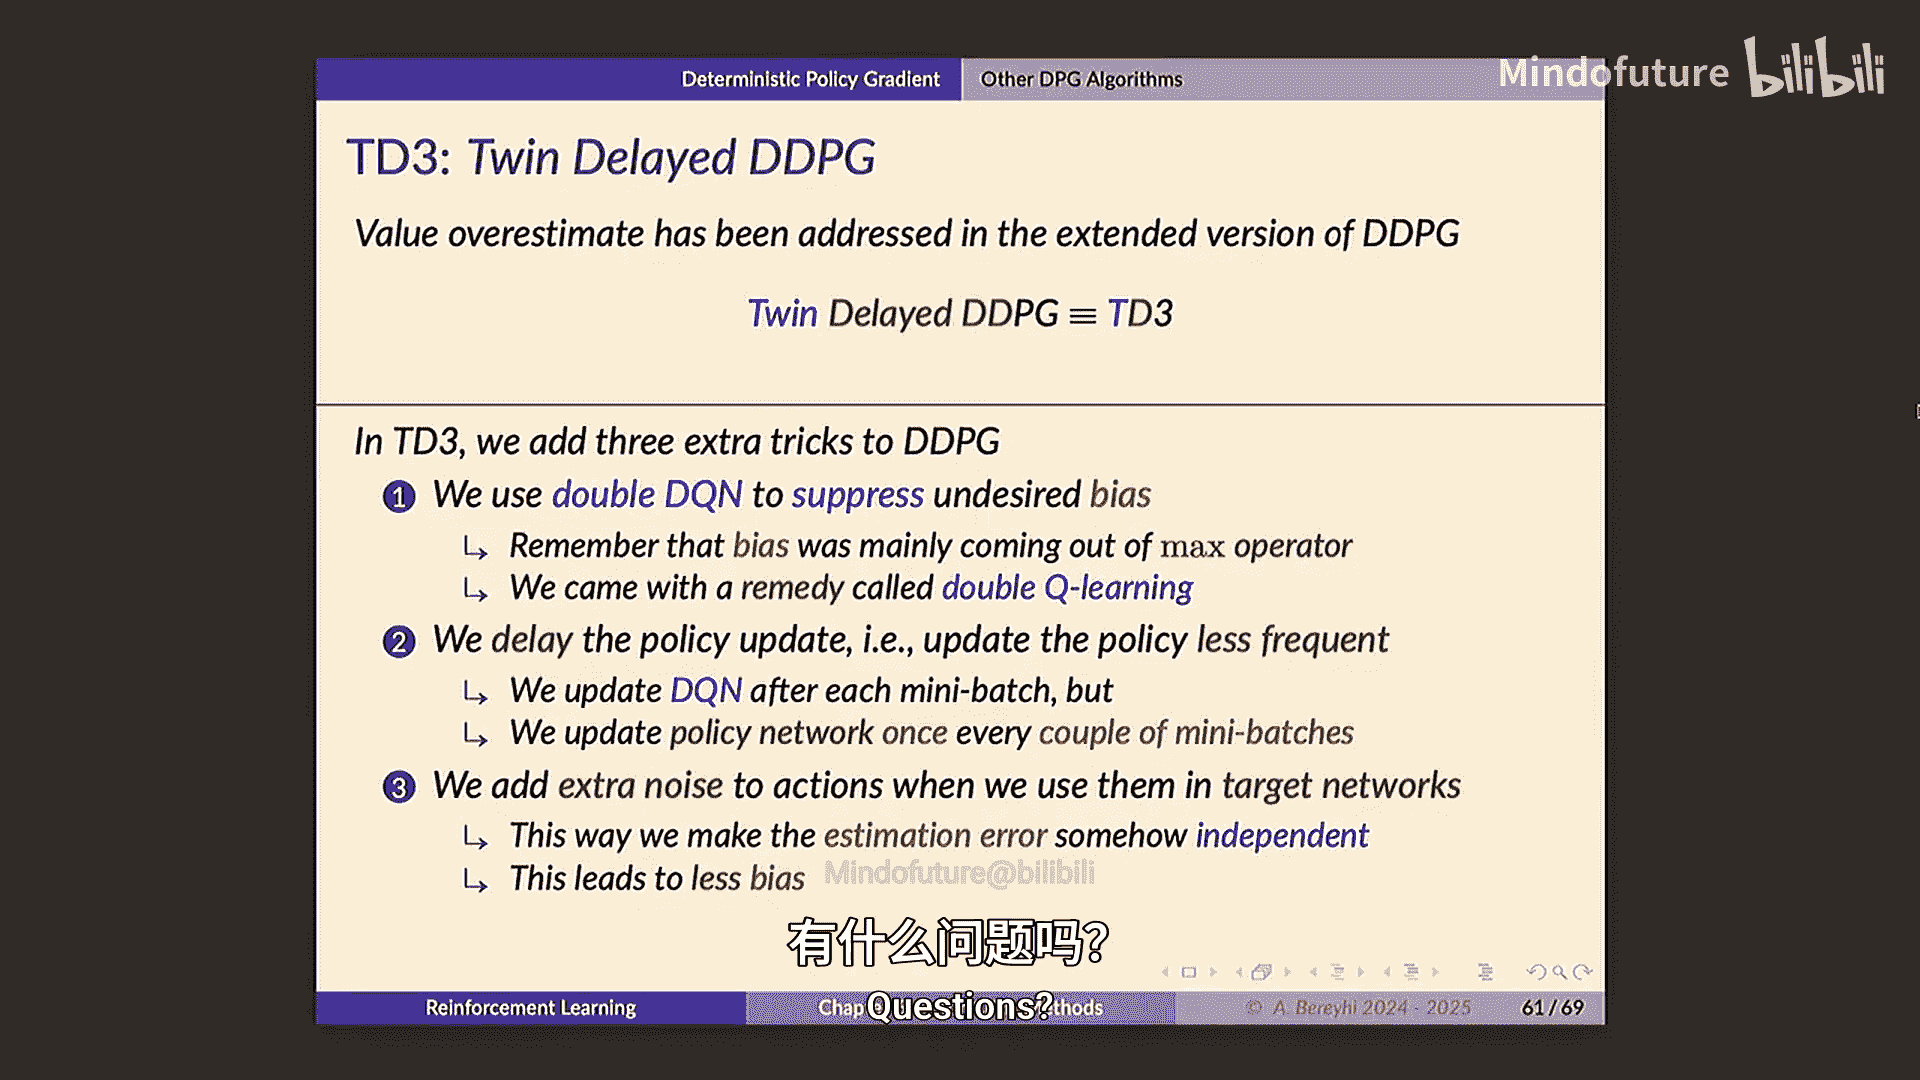 Mindofuture bilibili
Deterministic Policy Gradient Other DPG Algorithms
TD3: Twin Delayed DDPG
Value overestimate has been addressed in the extended version of DDPG
Twin Delayed DDPG ≡ TD3
In TD3, we add three extra tricks to DDPG
1 We use double DQN to suppress undesired bias
↳ Remember that bias was mainly coming out of max operator
↳ We came with a remedy called double Q-learning
2 We delay the policy update, i.e., update the policy less frequent
↳ We update DQN after each mini-batch, but
↳ We update policy network once every couple of mini-batches
3 We add extra noise to actions when we use them in target networks
↳ This way we make the estimation error somehow independent
↳ This leads to less bias
Mindofuture@bilibili
有什么问题吗?
Questions?
Reinforcement Learning © A. Bereyhi 2024 - 2025 61 / 69